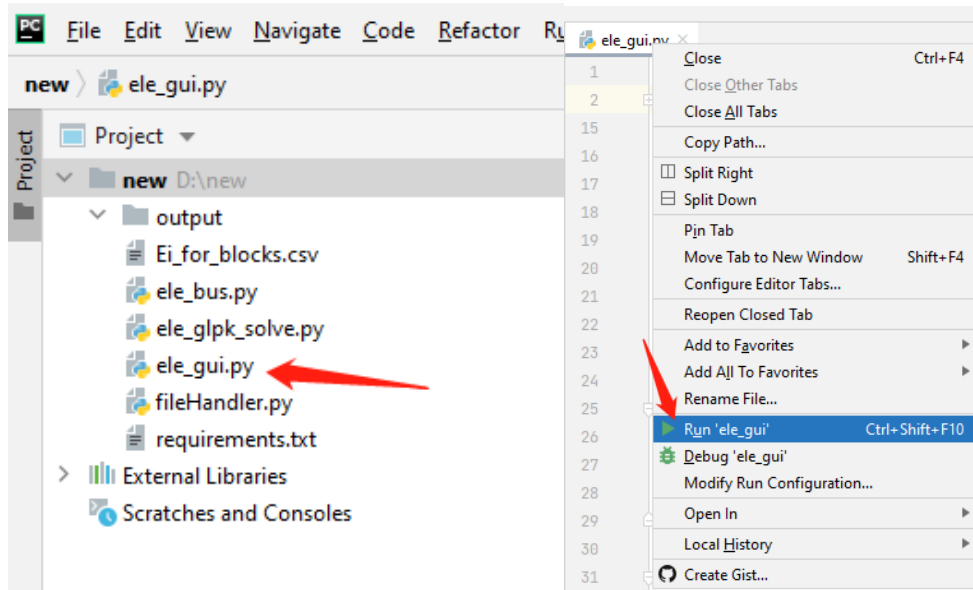 PC File Edit View Navigate Code Refactor
new ele_gui.py
Project
Project
new D:\new
output
Ei_for_blocks.csv
ele_bus.py
ele_glpk_solve.py
ele_gui.py
fileHandler.py
requirements.txt
External Libraries
Scratches and Consoles
ele_gui.py
1
2
15
16
17
18
19
20
21
22
23
24
25
26
27
28
29
30
31
Close Ctrl+F4
Close Other Tabs
Close All Tabs
Copy Path...
Split Right
Split Down
Pin Tab
Move Tab to New Window Shift+F4
Configure Editor Tabs...
Reopen Closed Tab
Add to Favorites
Add All To Favorites
Rename File...
Run 'ele_gui' Ctrl+Shift+F10
Debug 'ele_gui'
Modify Run Configuration...
Open In
Local History
Create Gist...